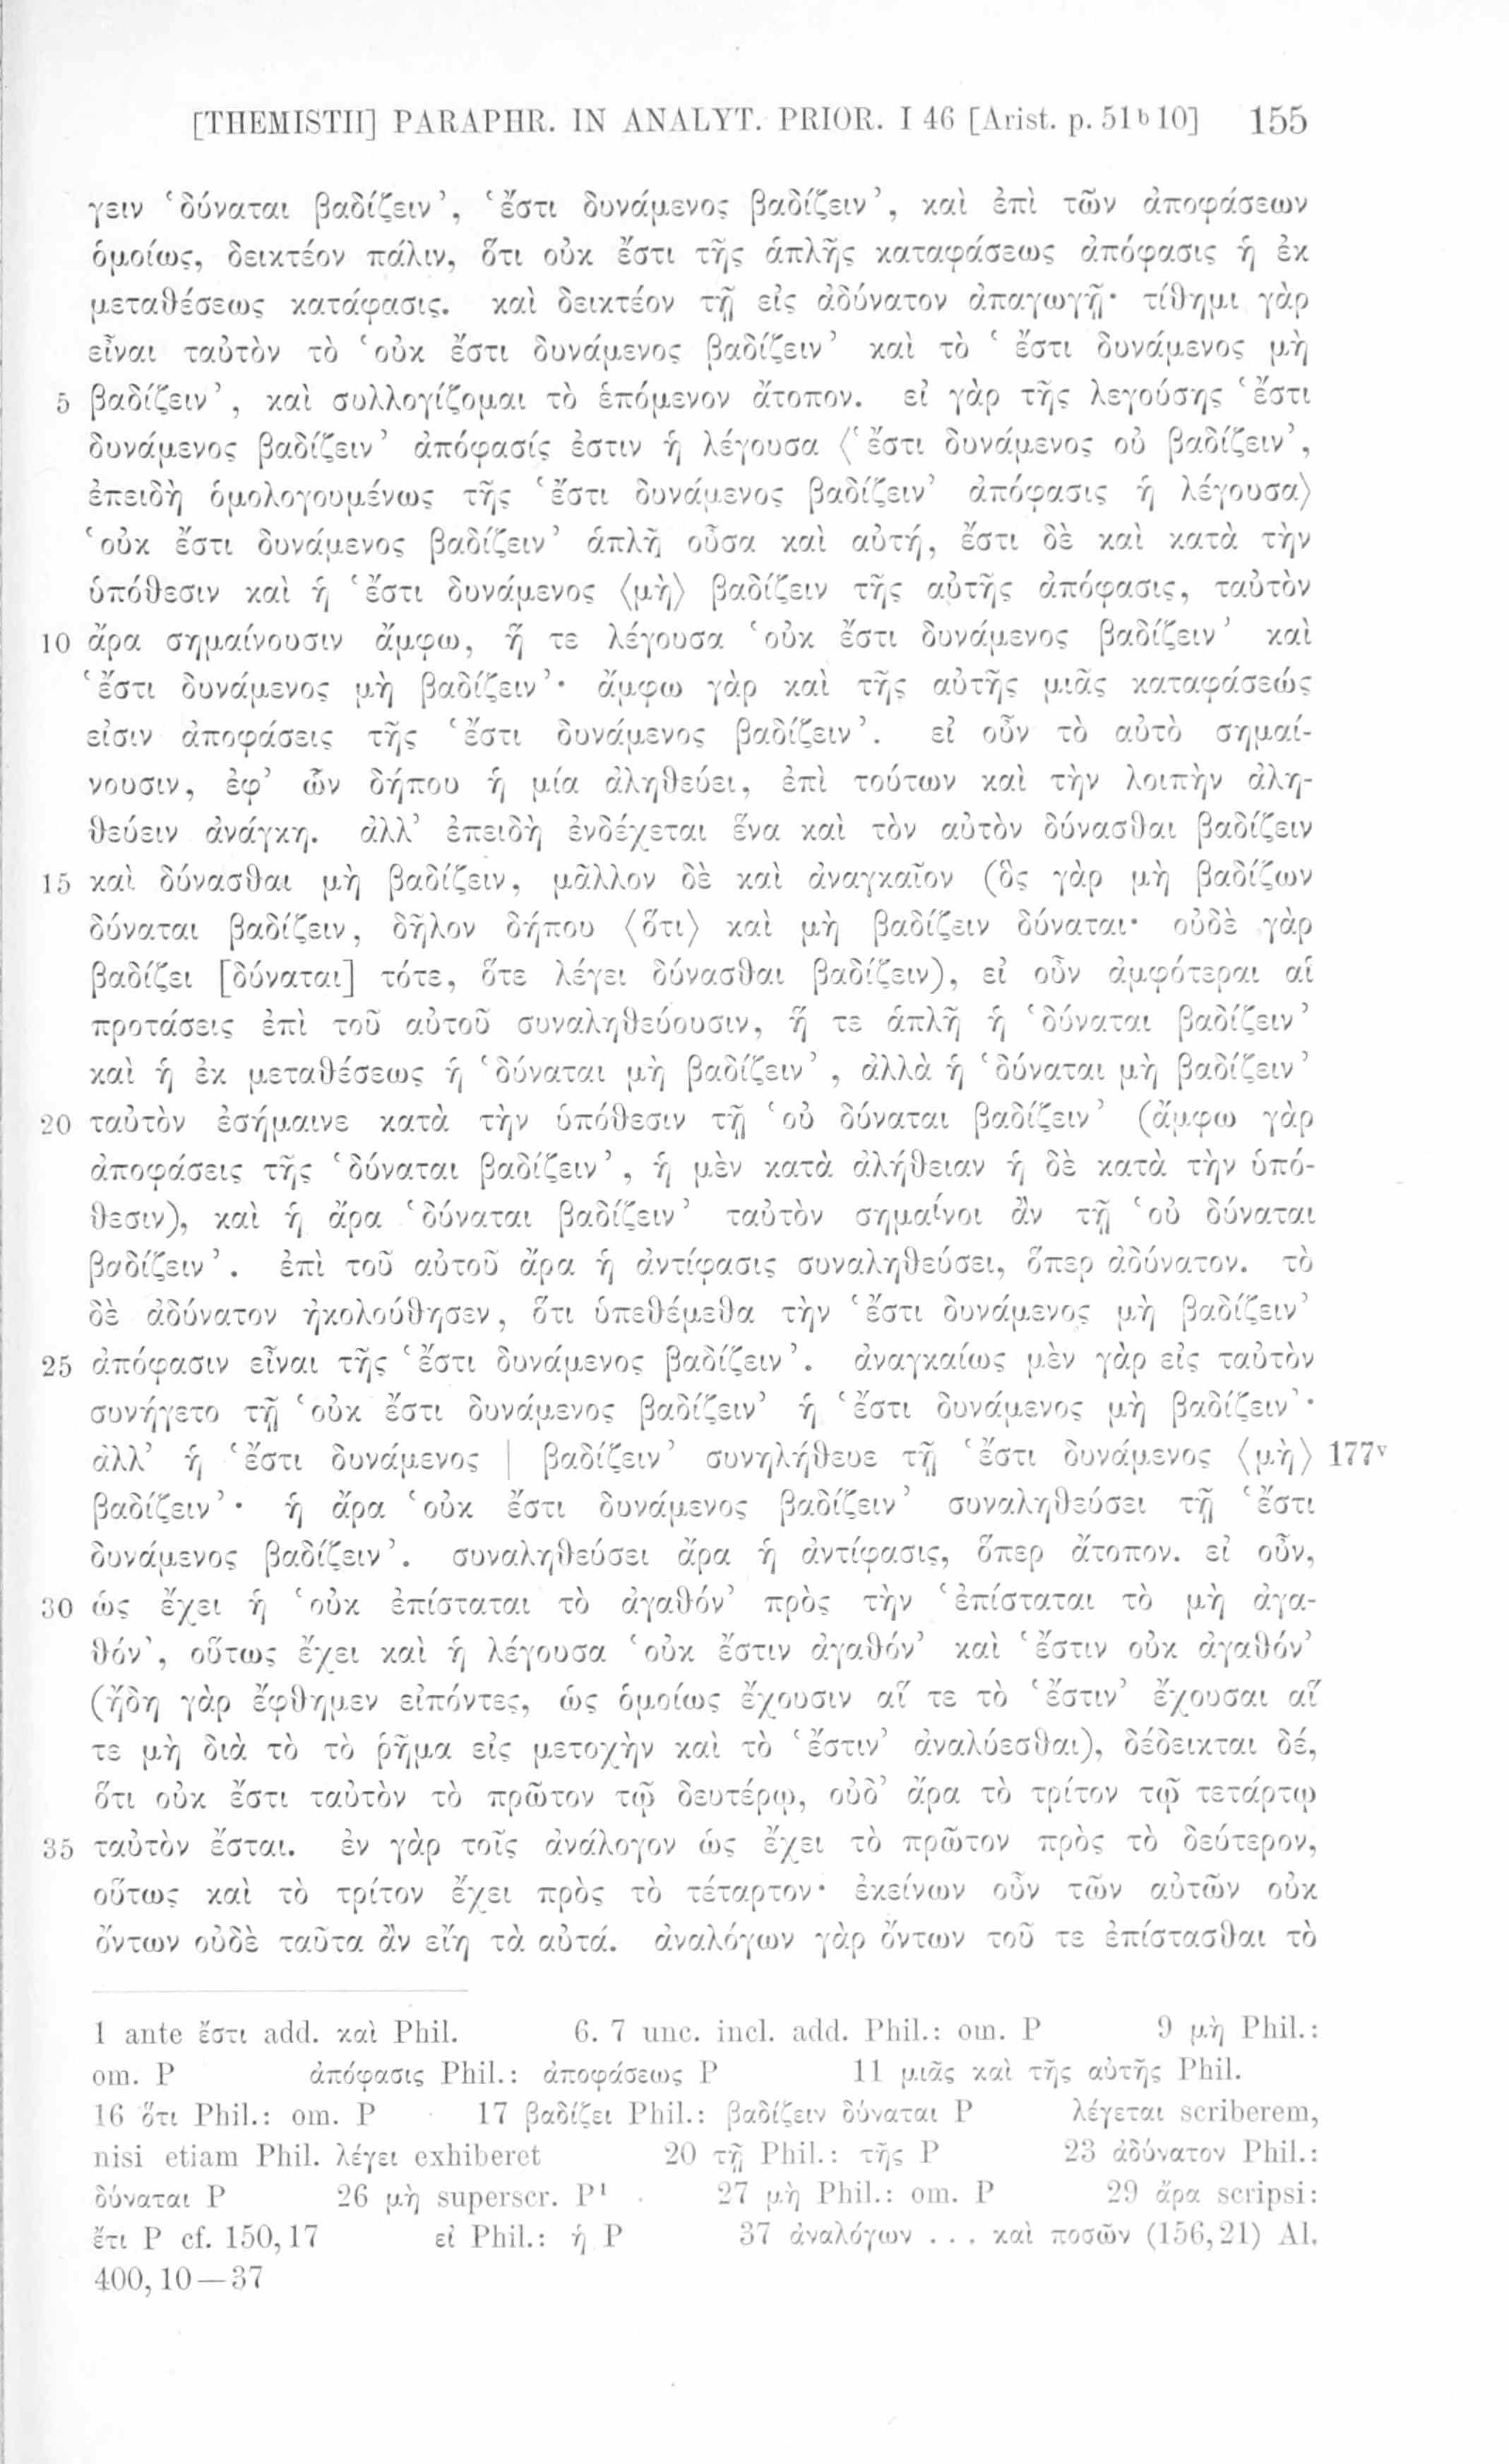 [THEMISTII] PARAPHR. IN ANALYT. PRIOR. I 46 [Arist. p. 51b10] 155
γειν ‘δύναται βαδίζειν’, ‘ἔστι δυνάμενος βαδίζειν’, καὶ ἐπὶ τῶν ἀποφάσεων
ὁμοίως, δεικτέον πάλιν, ὅτι οὐκ ἔστι τῆς ἁπλῆς καταφάσεως ἀπόφασις ἡ ἐκ
μεταθέσεως κατάφασις. καὶ δεικτέον τῇ εἰς ἀδύνατον ἀπαγωγῇ· τίθημι γὰρ
εἶναι ταὐτὸν τὸ ‘οὐκ ἔστι δυνάμενος βαδίζειν’ καὶ τὸ ‘ ἔστι δυνάμενος μὴ
5 βαδίζειν’, καὶ συλλογίζομαι τὸ ἑπόμενον ἄτοπον. εἰ γὰρ τῆς λεγούσης ‘ἔστι
δυνάμενος βαδίζειν’ ἀπόφασίς ἐστιν ἡ λέγουσα ⟨‘ἔστι δυνάμενος οὐ βαδίζειν’,
ἐπειδὴ ὁμολογουμένως τῆς ‘ἔστι δυνάμενος βαδίζειν’ ἀπόφασις ἡ λέγουσα⟩
‘οὐκ ἔστι δυνάμενος βαδίζειν’ ἁπλῆ οὖσα καὶ αὐτή, ἔστι δὲ καὶ κατὰ τὴν
ὑπόθεσιν καὶ ἡ ‘ἔστι δυνάμενος ⟨μὴ⟩ βαδίζειν τῆς αὐτῆς ἀπόφασις, ταὐτὸν
10 ἄρα σημαίνουσιν ἄμφω, ἥ τε λέγουσα ‘οὐκ ἔστι δυνάμενος βαδίζειν’ καὶ
‘ἔστι δυνάμενος μὴ βαδίζειν’· ἄμφω γὰρ καὶ τῆς αὐτῆς μιᾶς καταφάσεώς
εἰσιν ἀποφάσεις τῆς ‘ἔστι δυνάμενος βαδίζειν’. εἰ οὖν τὸ αὐτὸ σημαί-
νουσιν, ἐφ’ ὧν δήπου ἡ μία ἀληθεύει, ἐπὶ τούτων καὶ τὴν λοιπὴν ἀλη-
θεύειν ἀνάγκη. ἀλλ’ ἐπειδὴ ἐνδέχεται ἕνα καὶ τὸν αὐτὸν δύνασθαι βαδίζειν
15 καὶ δύνασθαι μὴ βαδίζειν, μᾶλλον δὲ καὶ ἀναγκαῖον (ὃς γὰρ μὴ βαδίζων
δύναται βαδίζειν, δῆλον δήπου ⟨ὅτι⟩ καὶ μὴ βαδίζειν δύναται· οὐδὲ γὰρ
βαδίζει [δύναται] τότε, ὅτε λέγει δύνασθαι βαδίζειν), εἰ οὖν ἀμφότεραι αἱ
προτάσεις ἐπὶ τοῦ αὐτοῦ συναληθεύουσιν, ἥ τε ἁπλῆ ἡ ‘δύναται βαδίζειν’
καὶ ἡ ἐκ μεταθέσεως ἡ ‘δύναται μὴ βαδίζειν’, ἀλλὰ ἡ ‘δύναται μὴ βαδίζειν’
20 ταὐτὸν ἐσήμαινε κατὰ τὴν ὑπόθεσιν τῇ ‘οὐ δύναται βαδίζειν’ (ἄμφω γὰρ
ἀποφάσεις τῆς ‘δύναται βαδίζειν’, ἡ μὲν κατὰ ἀλήθειαν ἡ δὲ κατὰ τὴν ὑπό-
θεσιν), καὶ ἡ ἄρα ‘δύναται βαδίζειν’ ταὐτὸν σημαίνοι ἂν τῇ ‘οὐ δύναται
βαδίζειν’. ἐπὶ τοῦ αὐτοῦ ἄρα ἡ ἀντίφασις συναληθεύσει, ὅπερ ἀδύνατον. τὸ
δὲ ἀδύνατον ἠκολούθησεν, ὅτι ὑπεθέμεθα τὴν ‘ἔστι δυνάμενος μὴ βαδίζειν’
25 ἀπόφασιν εἶναι τῆς ‘ἔστι δυνάμενος βαδίζειν’. ἀναγκαίως μὲν γὰρ εἰς ταὐτὸν
συνήγετο τῇ ‘οὐκ ἔστι δυνάμενος βαδίζειν’ ἡ ‘ἔστι δυνάμενος μὴ βαδίζειν’·
ἀλλ’ ἡ ‘ἔστι δυνάμενος | βαδίζειν’ συνηλήθευε τῇ ‘ἔστι δυνάμενος ⟨μὴ⟩ 177v
βαδίζειν’· ἡ ἄρα ‘οὐκ ἔστι δυνάμενος βαδίζειν’ συναληθεύσει τῇ ‘ἔστι
δυνάμενος βαδίζειν’. συναληθεύσει ἄρα ἡ ἀντίφασις, ὅπερ ἄτοπον. εἰ οὖν,
30 ὡς ἔχει ἡ ‘οὐκ ἐπίσταται τὸ ἀγαθόν’ πρὸς τὴν ‘ἐπίσταται τὸ μὴ ἀγα-
θόν’, οὕτως ἔχει καὶ ἡ λέγουσα ‘οὐκ ἔστιν ἀγαθόν’ καὶ ‘ἔστιν οὐκ ἀγαθόν’
(ἤδη γὰρ ἔφθημεν εἰπόντες, ὡς ὁμοίως ἔχουσιν αἵ τε τὸ ‘ἔστιν’ ἔχουσαι αἵ
τε μὴ διὰ τὸ τὸ ῥῆμα εἰς μετοχὴν καὶ τὸ ‘ἔστιν’ ἀναλύεσθαι), δέδεικται δέ,
ὅτι οὐκ ἔστι ταὐτὸν τὸ πρῶτον τῷ δευτέρῳ, οὐδ’ ἄρα τὸ τρίτον τῷ τετάρτῳ
35 ταὐτὸν ἔσται. ἐν γὰρ τοῖς ἀνάλογον ὡς ἔχει τὸ πρῶτον πρὸς τὸ δεύτερον,
οὕτως καὶ τὸ τρίτον ἔχει πρὸς τὸ τέταρτον· ἐκείνων οὖν τῶν αὐτῶν οὐκ
ὄντων οὐδὲ ταῦτα ἂν εἴη τὰ αὐτά. ἀναλόγων γὰρ ὄντων τοῦ τε ἐπίστασθαι τὸ
1 ante ἔστι add. καὶ Phil. 6. 7 unc. incl. add. Phil.: om. P 9 μὴ Phil.:
om. P ἀπόφασις Phil.: ἀποφάσεως P 11 μιᾶς καὶ τῆς αὐτῆς Phil.
16 ὅτι Phil.: om. P 17 βαδίζει Phil.: βαδίζειν δύναται P λέγεται scriberem,
nisi etiam Phil. λέγει exhiberet 20 τῇ Phil.: τῆς P 23 ἀδύνατον Phil.:
δύναται P 26 μὴ superscr. P¹ 27 μὴ Phil.: om. P 29 ἄρα scripsi:
ἔτι P cf. 150,17 εἰ Phil.: ἡ P 37 ἀναλόγων . . . καὶ ποσῶν (156,21) Al.
400,10—37